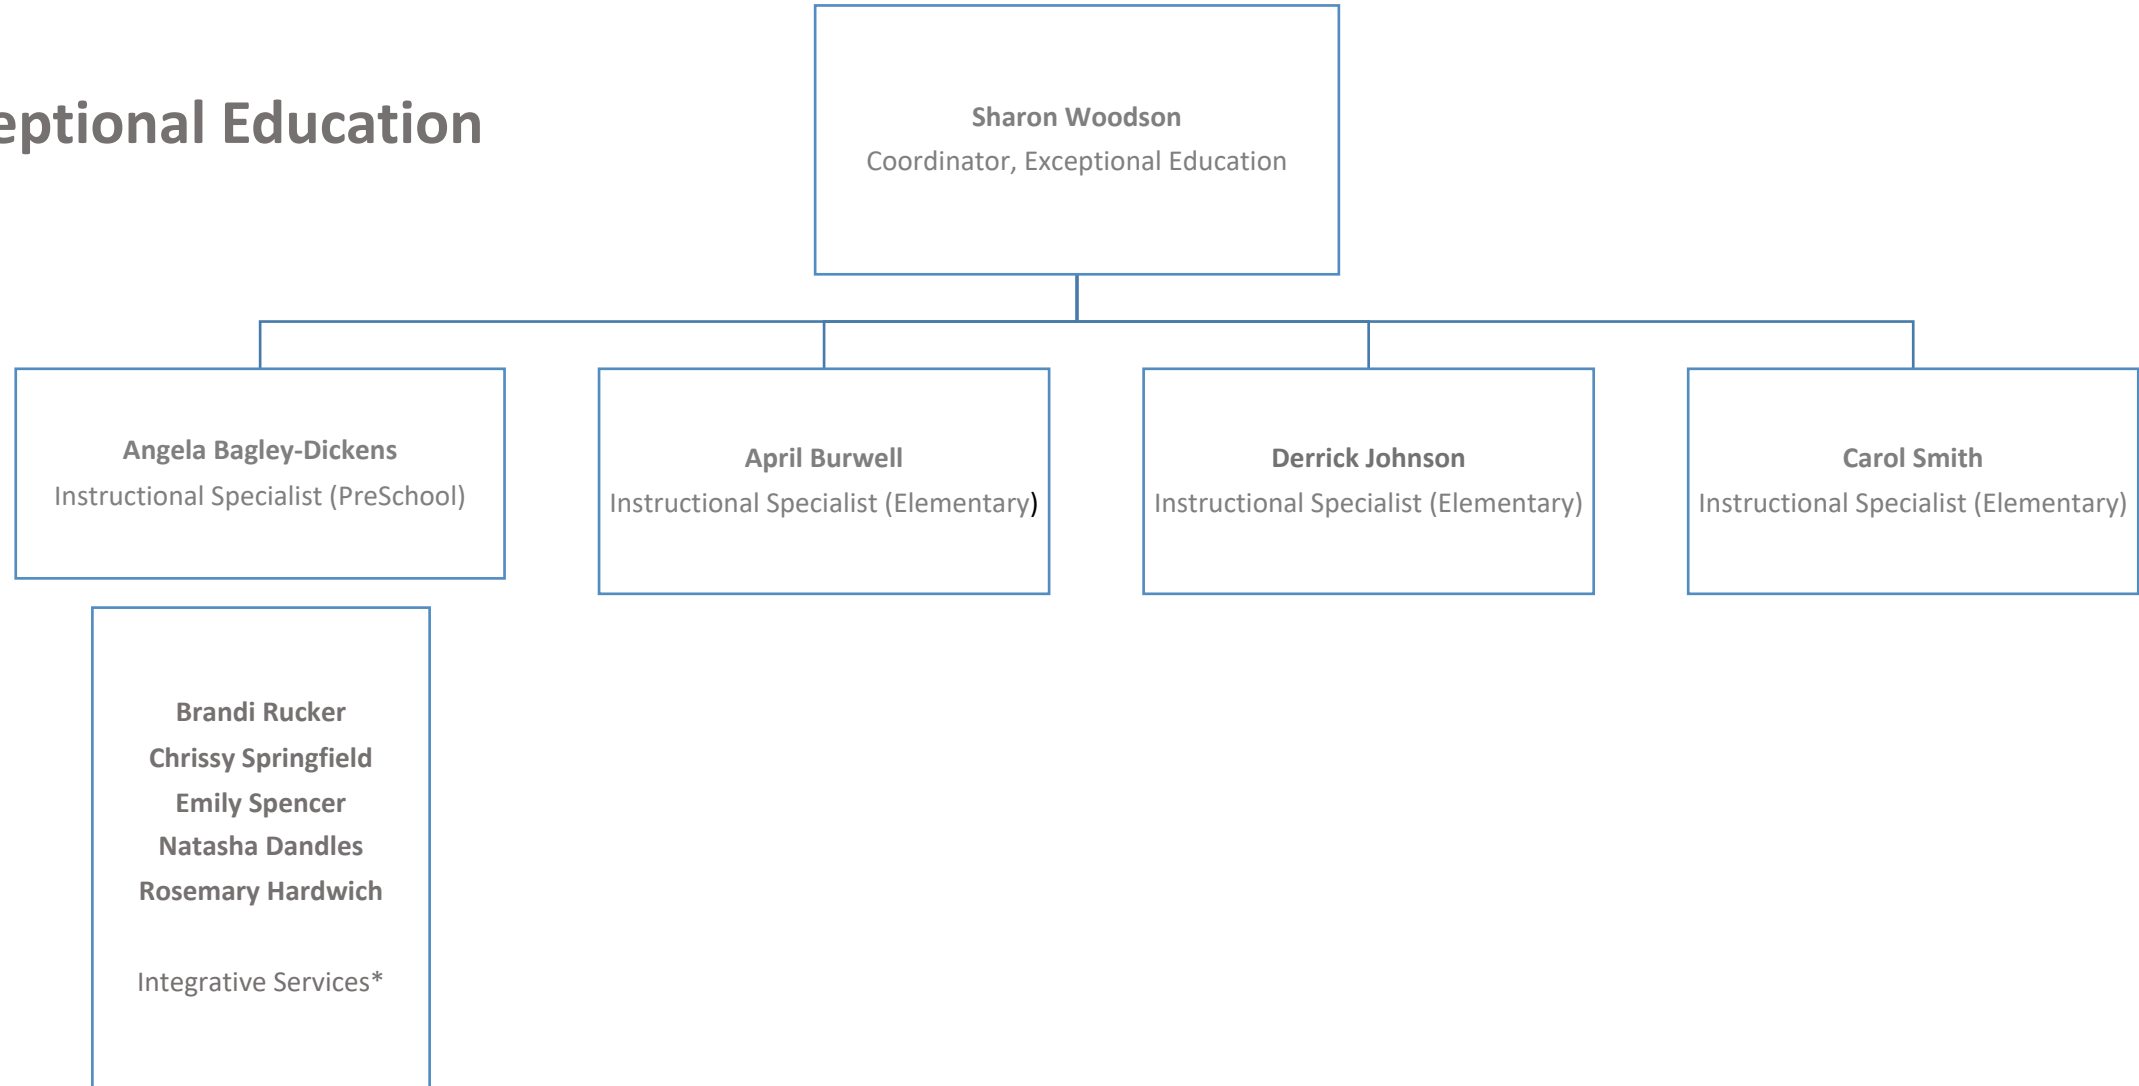 eptional Education
Sharon Woodson
Coordinator, Exceptional Education
Angela Bagley-Dickens
Instructional Specialist (PreSchool)
April Burwell
Instructional Specialist (Elementary)
Derrick Johnson
Instructional Specialist (Elementary)
Carol Smith
Instructional Specialist (Elementary)
Brandi Rucker
Chrissy Springfield
Emily Spencer
Natasha Dandles
Rosemary Hardwich
Integrative Services*